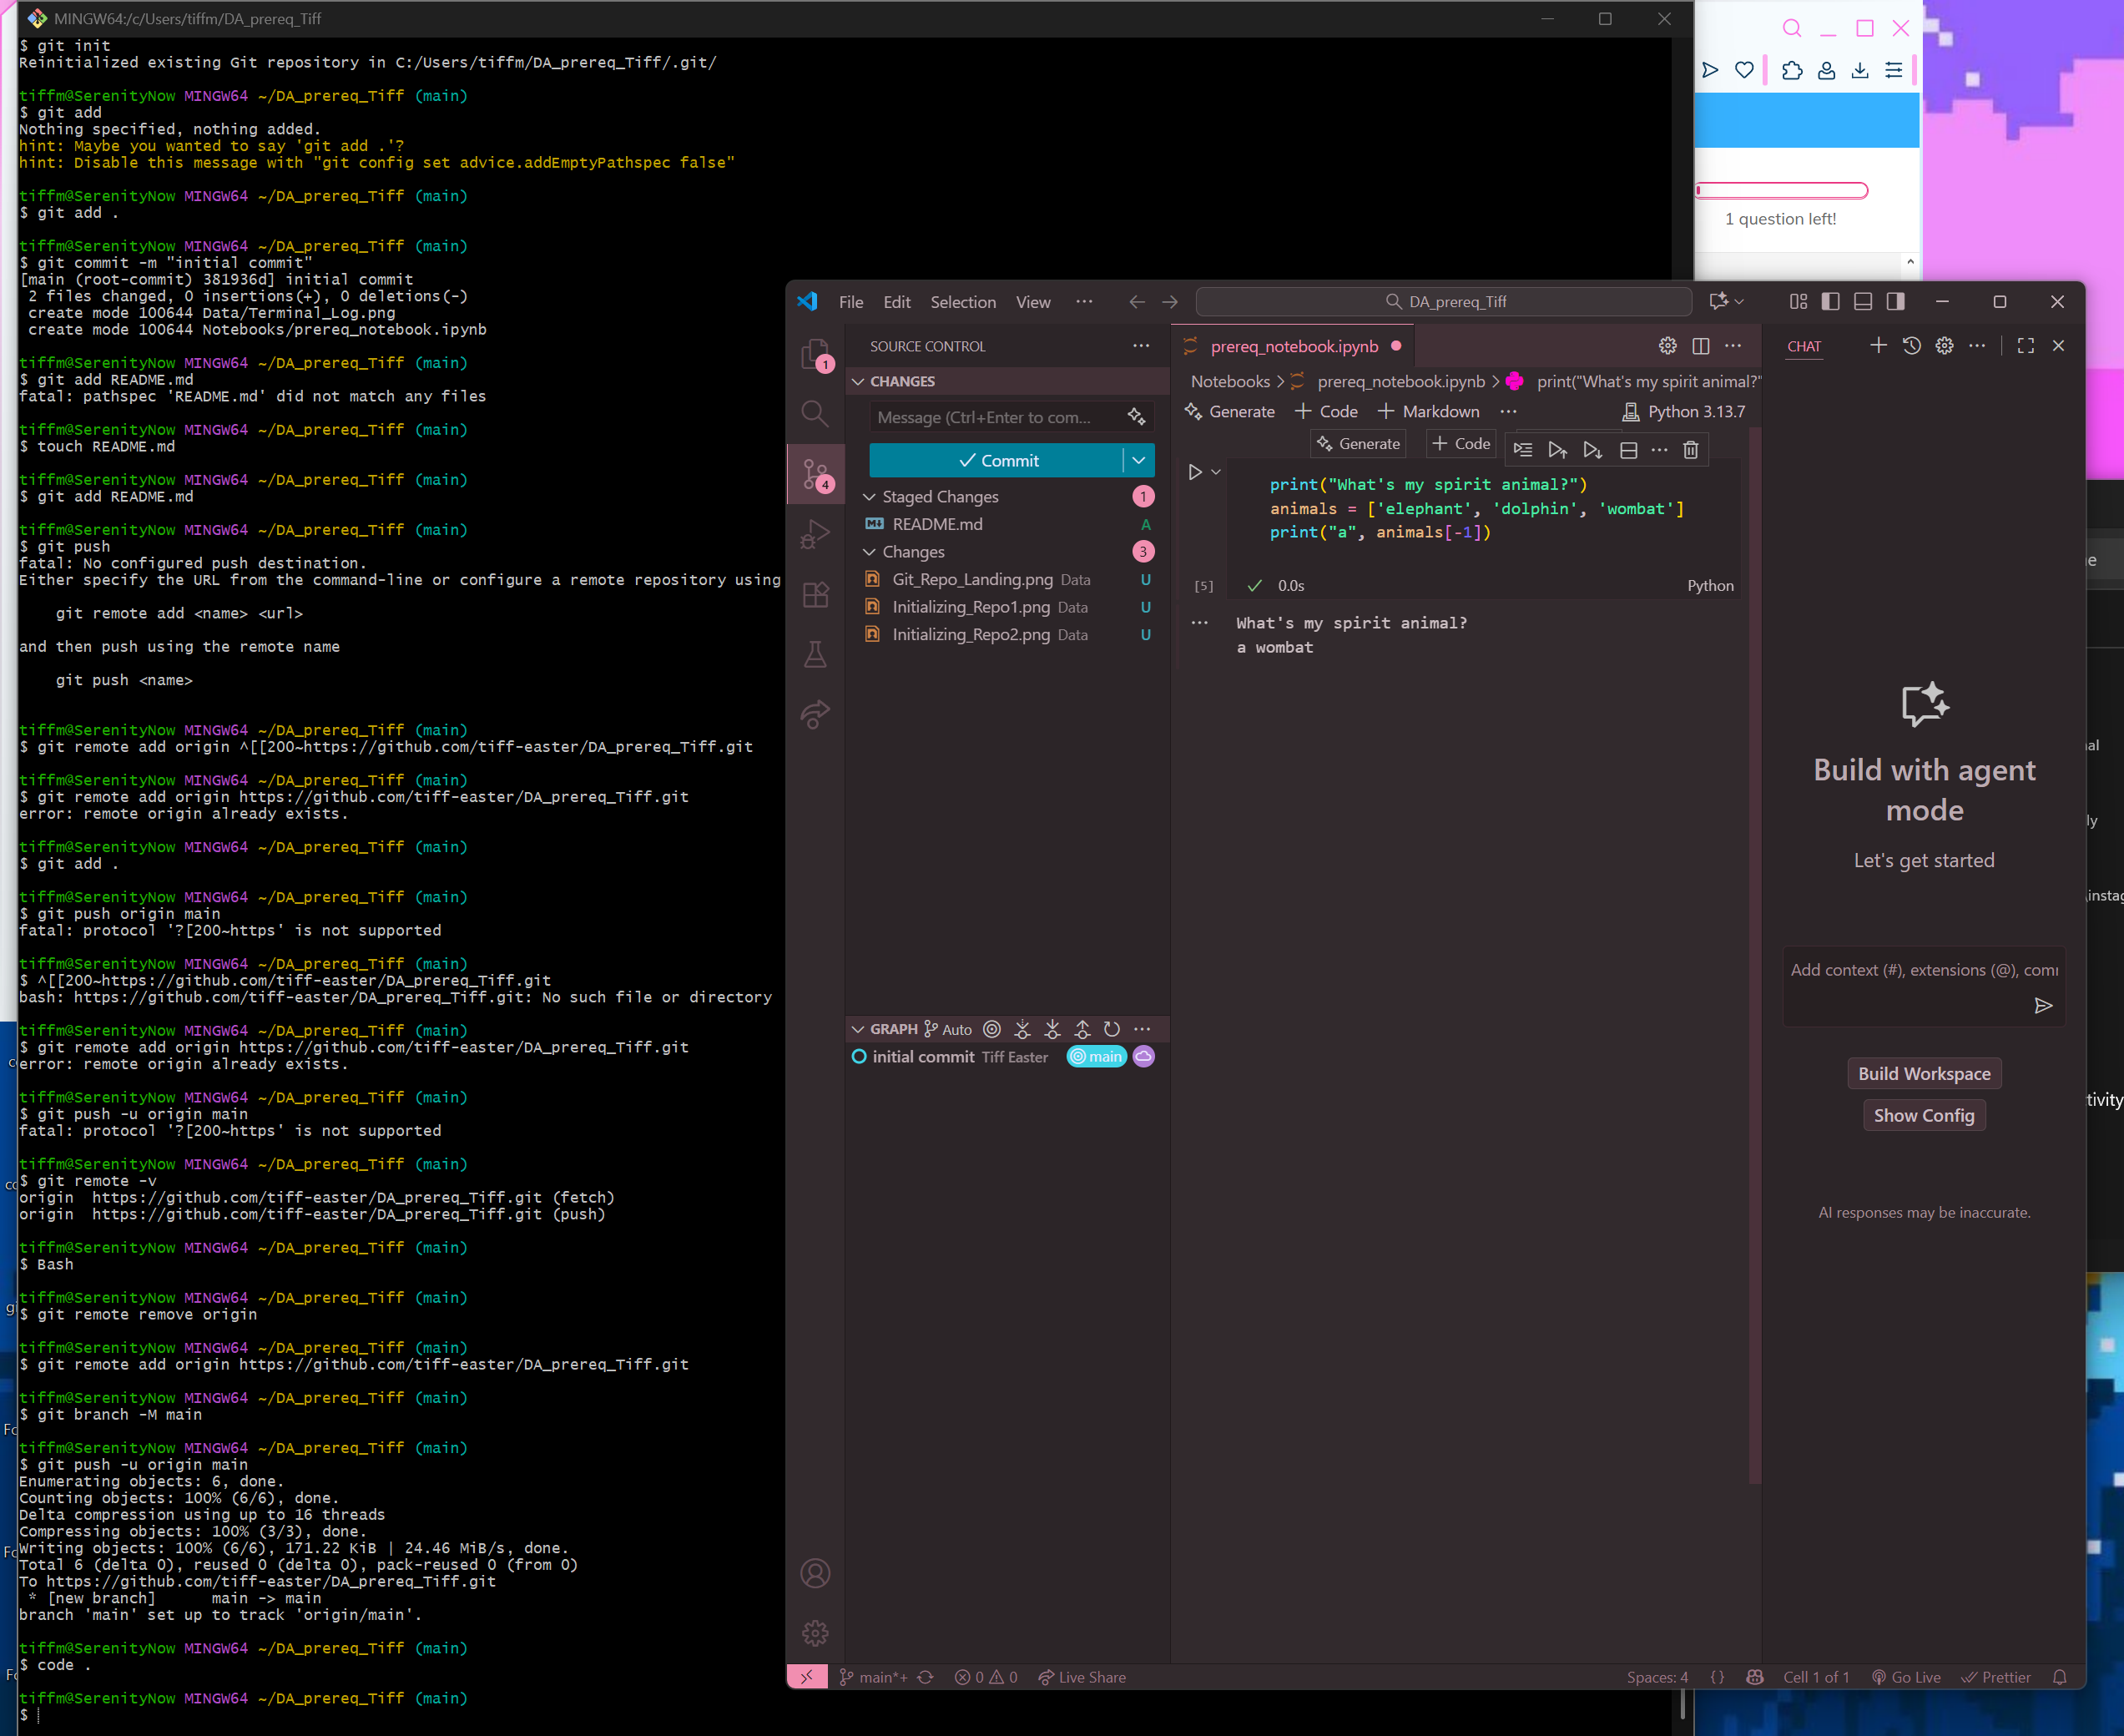 MINGW64:/c/Users/tiffm/DA_prereq_Tiff
$ git init
Reinitialized existing Git repository in C:/Users/tiffm/DA_prereq_Tiff/.git/
tiffm@SerenityNow MINGW64 ~/DA_prereq_Tiff (main)
$ git add
Nothing specified, nothing added.
hint: Maybe you wanted to say 'git add .'?
hint: Disable this message with "git config set advice.addEmptyPathspec false"
tiffm@SerenityNow MINGW64 ~/DA_prereq_Tiff (main)
$ git add .
tiffm@SerenityNow MINGW64 ~/DA_prereq_Tiff (main)
$ git commit -m "initial commit"
[main (root-commit) 381936d] initial commit
2 files changed, 0 insertions(+), 0 deletions(-)
create mode 100644 Data/Terminal_Log.png
create mode 100644 Notebooks/prereq_notebook.ipynb
tiffm@SerenityNow MINGW64 ~/DA_prereq_Tiff (main)
$ git add README.md
fatal: pathspec 'README.md' did not match any files
tiffm@SerenityNow MINGW64 ~/DA_prereq_Tiff (main)
$ touch README.md
tiffm@SerenityNow MINGW64 ~/DA_prereq_Tiff (main)
$ git add README.md
tiffm@SerenityNow MINGW64 ~/DA_prereq_Tiff (main)
$ git push
fatal: No configured push destination.
Either specify the URL from the command-line or configure a remote repository using
git remote add <name> <url>
and then push using the remote name
git push <name>
tiffm@SerenityNow MINGW64 ~/DA_prereq_Tiff (main)
$ git remote add origin ^[[200~https://github.com/tiff-easter/DA_prereq_Tiff.git
tiffm@SerenityNow MINGW64 ~/DA_prereq_Tiff (main)
$ git remote add origin https://github.com/tiff-easter/DA_prereq_Tiff.git
error: remote origin already exists.
tiffm@SerenityNow MINGW64 ~/DA_prereq_Tiff (main)
$ git add .
tiffm@SerenityNow MINGW64 ~/DA_prereq_Tiff (main)
$ git push origin main
fatal: protocol '?[200~https' is not supported
tiffm@SerenityNow MINGW64 ~/DA_prereq_Tiff (main)
$ ^[[200~https://github.com/tiff-easter/DA_prereq_Tiff.git
bash: https://github.com/tiff-easter/DA_prereq_Tiff.git: No such file or directory
tiffm@SerenityNow MINGW64 ~/DA_prereq_Tiff (main)
$ git remote add origin https://github.com/tiff-easter/DA_prereq_Tiff.git
error: remote origin already exists.
tiffm@SerenityNow MINGW64 ~/DA_prereq_Tiff (main)
$ git push -u origin main
fatal: protocol '?[200~https' is not supported
tiffm@SerenityNow MINGW64 ~/DA_prereq_Tiff (main)
$ git remote -v
origin https://github.com/tiff-easter/DA_prereq_Tiff.git (fetch)
origin https://github.com/tiff-easter/DA_prereq_Tiff.git (push)
tiffm@SerenityNow MINGW64 ~/DA_prereq_Tiff (main)
$ Bash
tiffm@SerenityNow MINGW64 ~/DA_prereq_Tiff (main)
$ git remote remove origin
tiffm@SerenityNow MINGW64 ~/DA_prereq_Tiff (main)
$ git remote add origin https://github.com/tiff-easter/DA_prereq_Tiff.git
tiffm@SerenityNow MINGW64 ~/DA_prereq_Tiff (main)
$ git branch -M main
tiffm@SerenityNow MINGW64 ~/DA_prereq_Tiff (main)
$ git push -u origin main
Enumerating objects: 6, done.
Counting objects: 100% (6/6), done.
Delta compression using up to 16 threads
Compressing objects: 100% (3/3), done.
Writing objects: 100% (6/6), 171.22 KiB | 24.46 MiB/s, done.
Total 6 (delta 0), reused 0 (delta 0), pack-reused 0 (from 0)
To https://github.com/tiff-easter/DA_prereq_Tiff.git
* [new branch] main -> main
branch 'main' set up to track 'origin/main'.
tiffm@SerenityNow MINGW64 ~/DA_prereq_Tiff (main)
$ code .
tiffm@SerenityNow MINGW64 ~/DA_prereq_Tiff (main)
$
1 question left!
File Edit Selection View ··· DA_prereq_Tiff
1
4
SOURCE CONTROL
CHANGES
Message (Ctrl+Enter to com...
Commit
Staged Changes 1
README.md A
Changes 3
Git_Repo_Landing.png Data U
Initializing_Repo1.png Data U
Initializing_Repo2.png Data U
GRAPH Auto
initial commit Tiff Easter main
prereq_notebook.ipynb
Notebooks > prereq_notebook.ipynb > print("What's my spirit animal?"
Generate + Code + Markdown ··· Python 3.13.7
Generate + Code
print("What's my spirit animal?")
animals = ['elephant', 'dolphin', 'wombat']
print("a", animals[-1])
[5] 0.0s Python
What's my spirit animal?
a wombat
CHAT
Build with agent
mode
Let's get started
Add context (#), extensions (@), com
Build Workspace
Show Config
AI responses may be inaccurate.
main*+ 0 0 Live Share Spaces: 4 {} Cell 1 of 1 Go Live Prettier